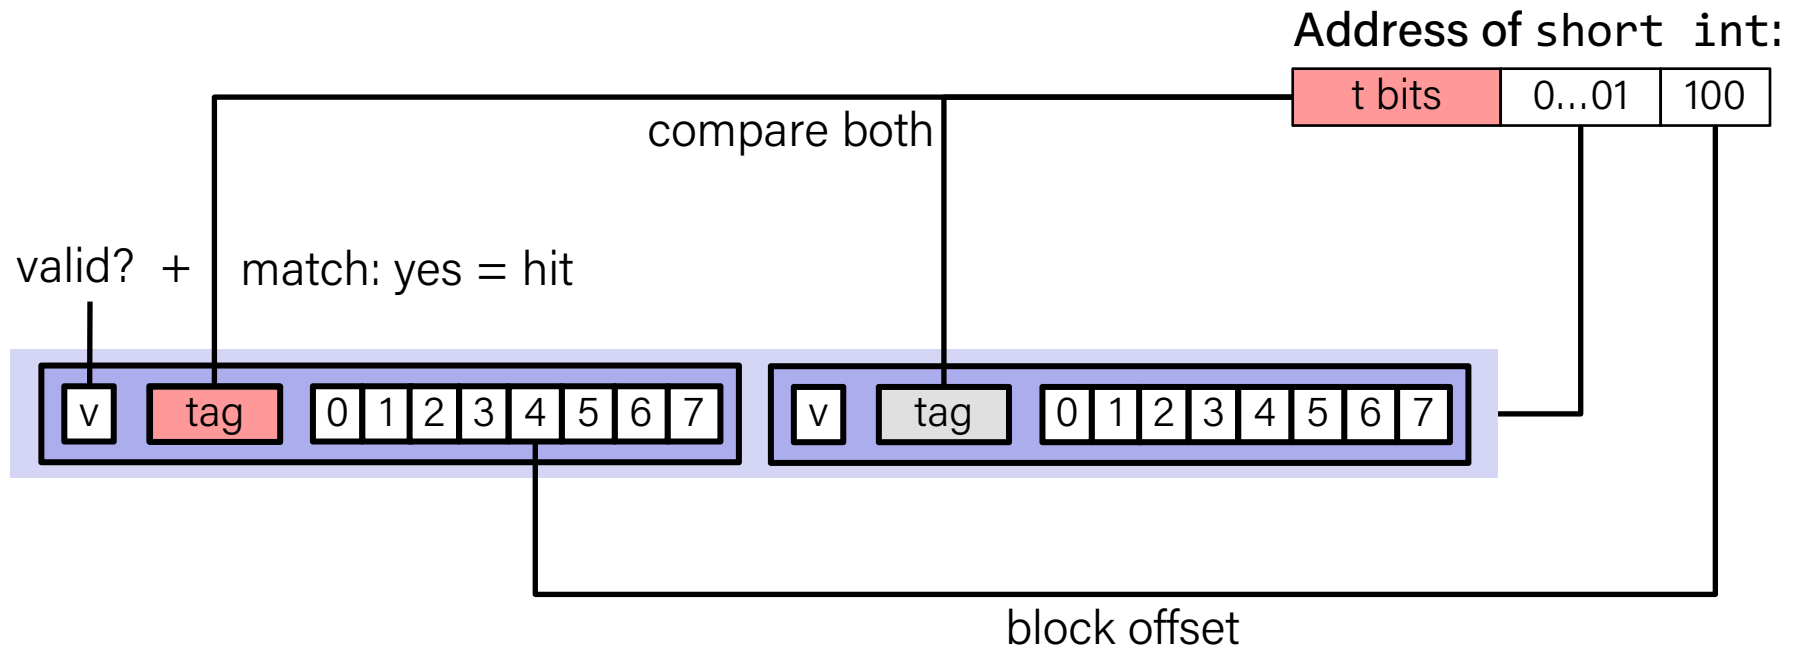 Address of short int:
t bits 0...01 100
compare both
valid? + match: yes = hit
v tag 0 1 2 3 4 5 6 7 v tag 0 1 2 3 4 5 6 7
block offset